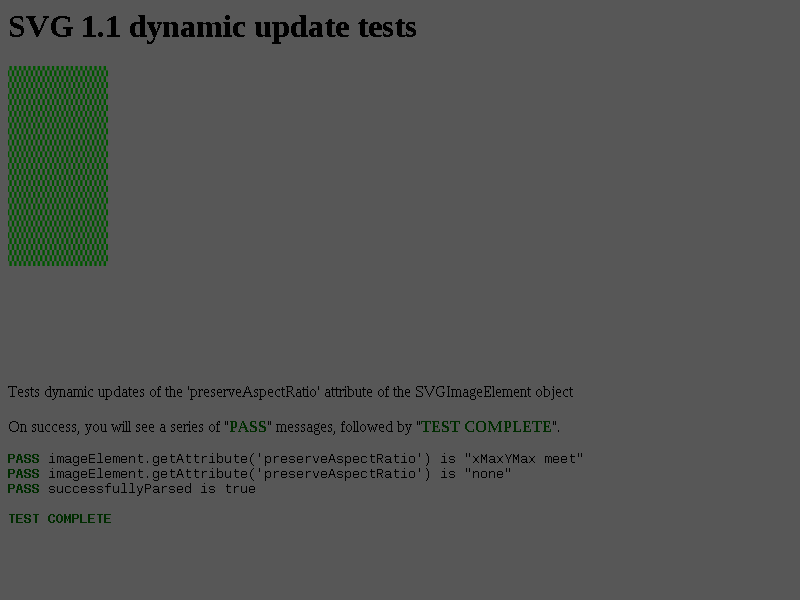 SVG 1.1 dynamic update tests
Tests dynamic updates of the 'preserveAspectRatio' attribute of the SVGImageElement object
On success, you will see a series of "PASS" messages, followed by "TEST COMPLETE".
PASS imageElement.getAttribute('preserveAspectRatio') is "xMaxYMax meet"
PASS imageElement.getAttribute('preserveAspectRatio') is "none"
PASS successfullyParsed is true
TEST COMPLETE